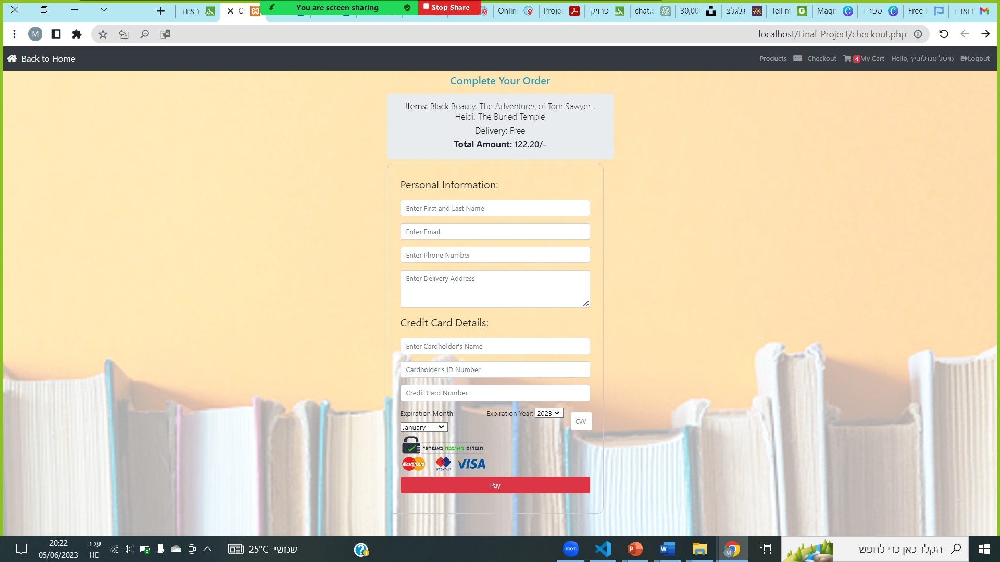 You are screen sharing
Stop Share
ראיה
Onlin
Projec
פרויק
chat.c
30,00
גלגלצ
Tell m
Magn
ספר
Free l
דואר
M
localhost/Final_Project/checkout.php
Back to Home
Products
Checkout
4 My Cart
Hello, מיטל מנדלוביץ
Logout
Complete Your Order
Items: Black Beauty, The Adventures of Tom Sawyer ,
Heidi, The Buried Temple
Delivery: Free
Total Amount: 122.20/-
Personal Information:
Enter First and Last Name
Enter Email
Enter Phone Number
Enter Delivery Address
Credit Card Details:
Enter Cardholder's Name
Cardholder's ID Number
Credit Card Number
Expiration Month:
Expiration Year: 2023
CVV
January
תשלום מאובטח באשראי
MasterCard
ישראכרט
VISA
Pay
20:22
05/06/2023
עבר
HE
25°C שמשי
zoom
הקלד כאן כדי לחפש